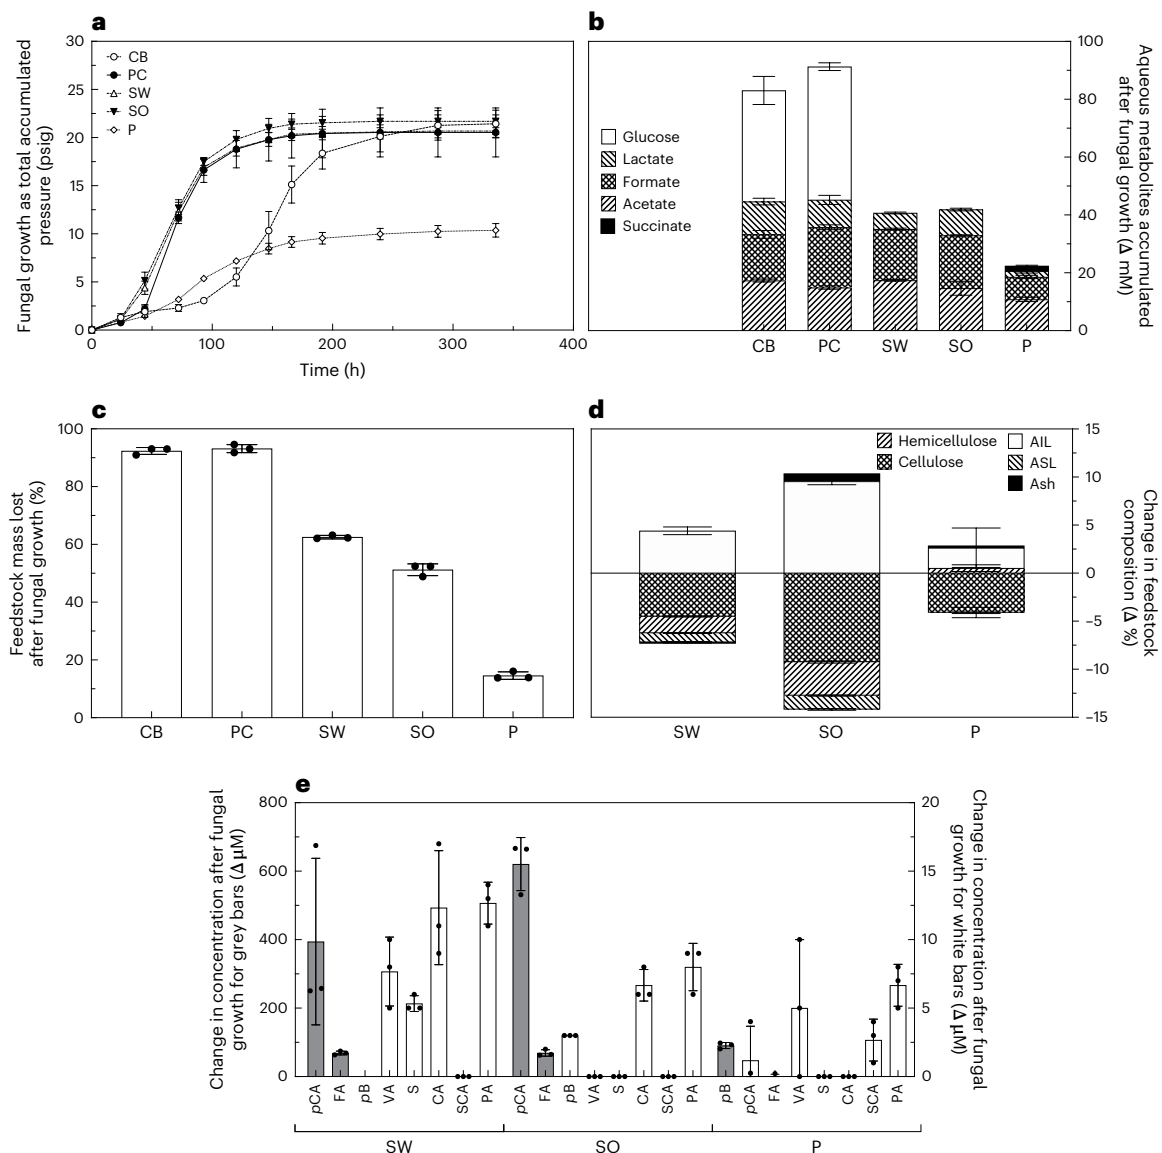 a
Fungal growth as total accumulated
pressure (psig)
30
25
20
15
10
5
0
CB
PC
SW
SO
P
0
100
200
300
400
Time (h)
b
Glucose
Lactate
Formate
Acetate
Succinate
100
80
60
40
20
0
Aqueous metabolites accumulated
after fungal growth (Δ mM)
CB
PC
SW
SO
P
c
Feedstock mass lost
after fungal growth (%)
100
80
60
40
20
0
CB
PC
SW
SO
P
d
Hemicellulose
Cellulose
AIL
ASL
Ash
15
10
5
0
–5
–10
–15
Change in feedstock
composition (Δ %)
SW
SO
P
e
Change in concentration after fungal
growth for grey bars (Δ μM)
800
600
400
200
0
20
15
10
5
0
Change in concentration after fungal
growth for white bars (Δ μM)
pCA
FA
pB
VA
S
CA
SCA
PA
pCA
FA
pB
VA
S
CA
SCA
PA
pB
pCA
FA
VA
S
CA
SCA
PA
SW
SO
P